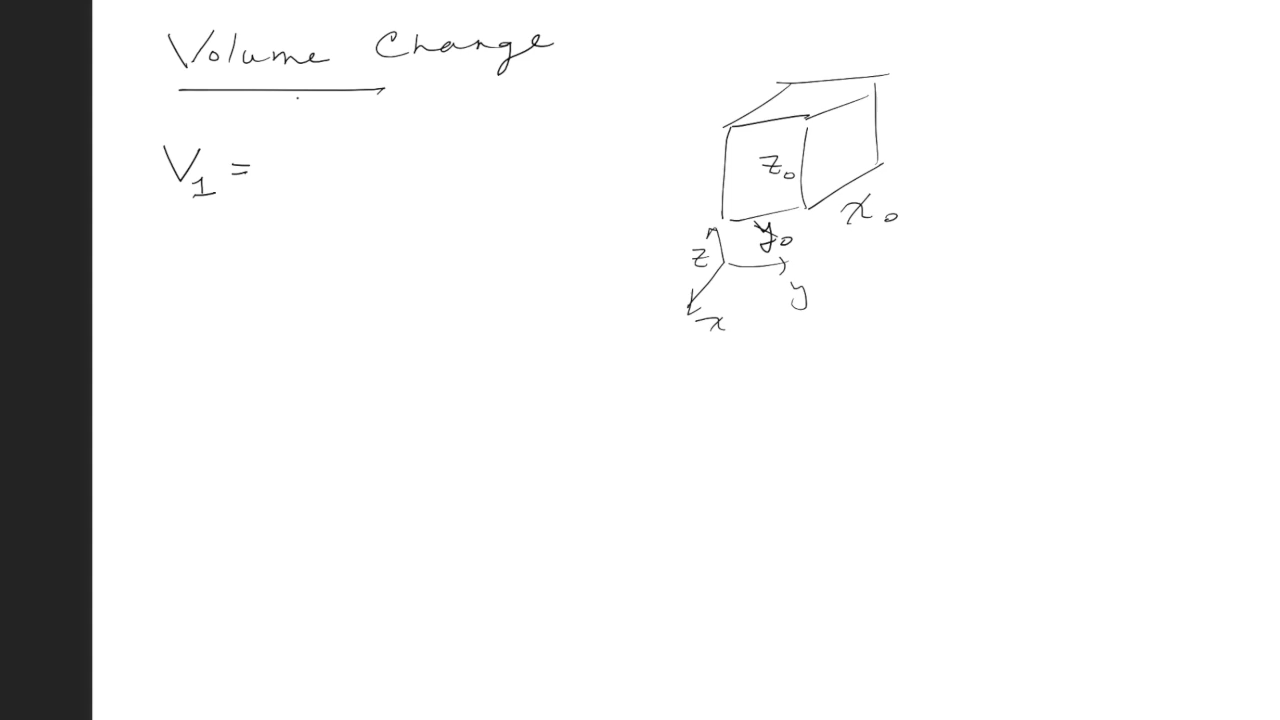 Volume Change
V₁ =
z₀
x₀
y₀
z
y
x